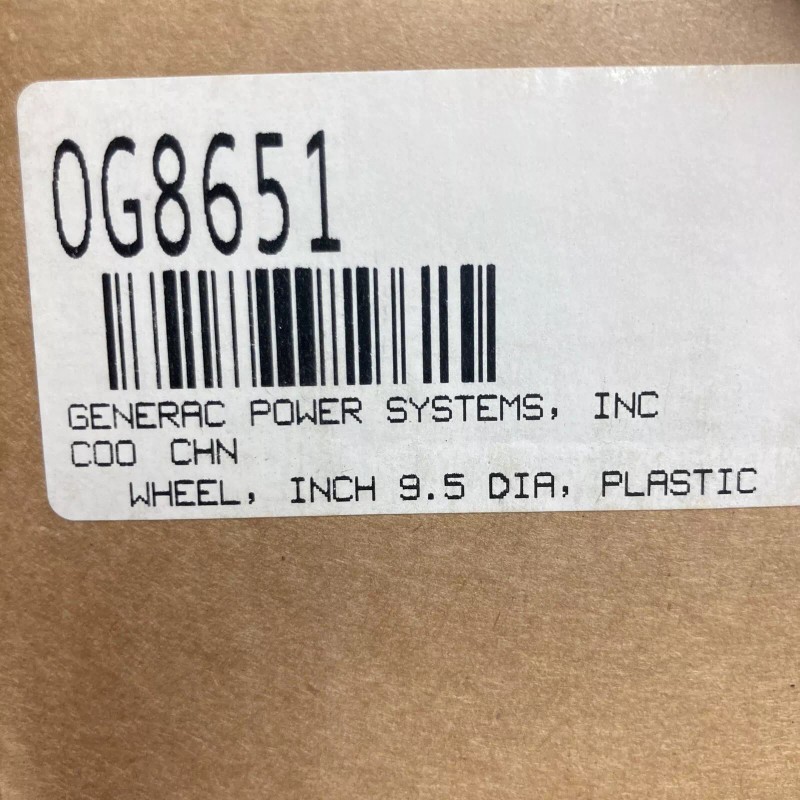 0G8651
GENERAC POWER SYSTEMS, INC
COO CHN
WHEEL, INCH 9.5 DIA, PLASTIC